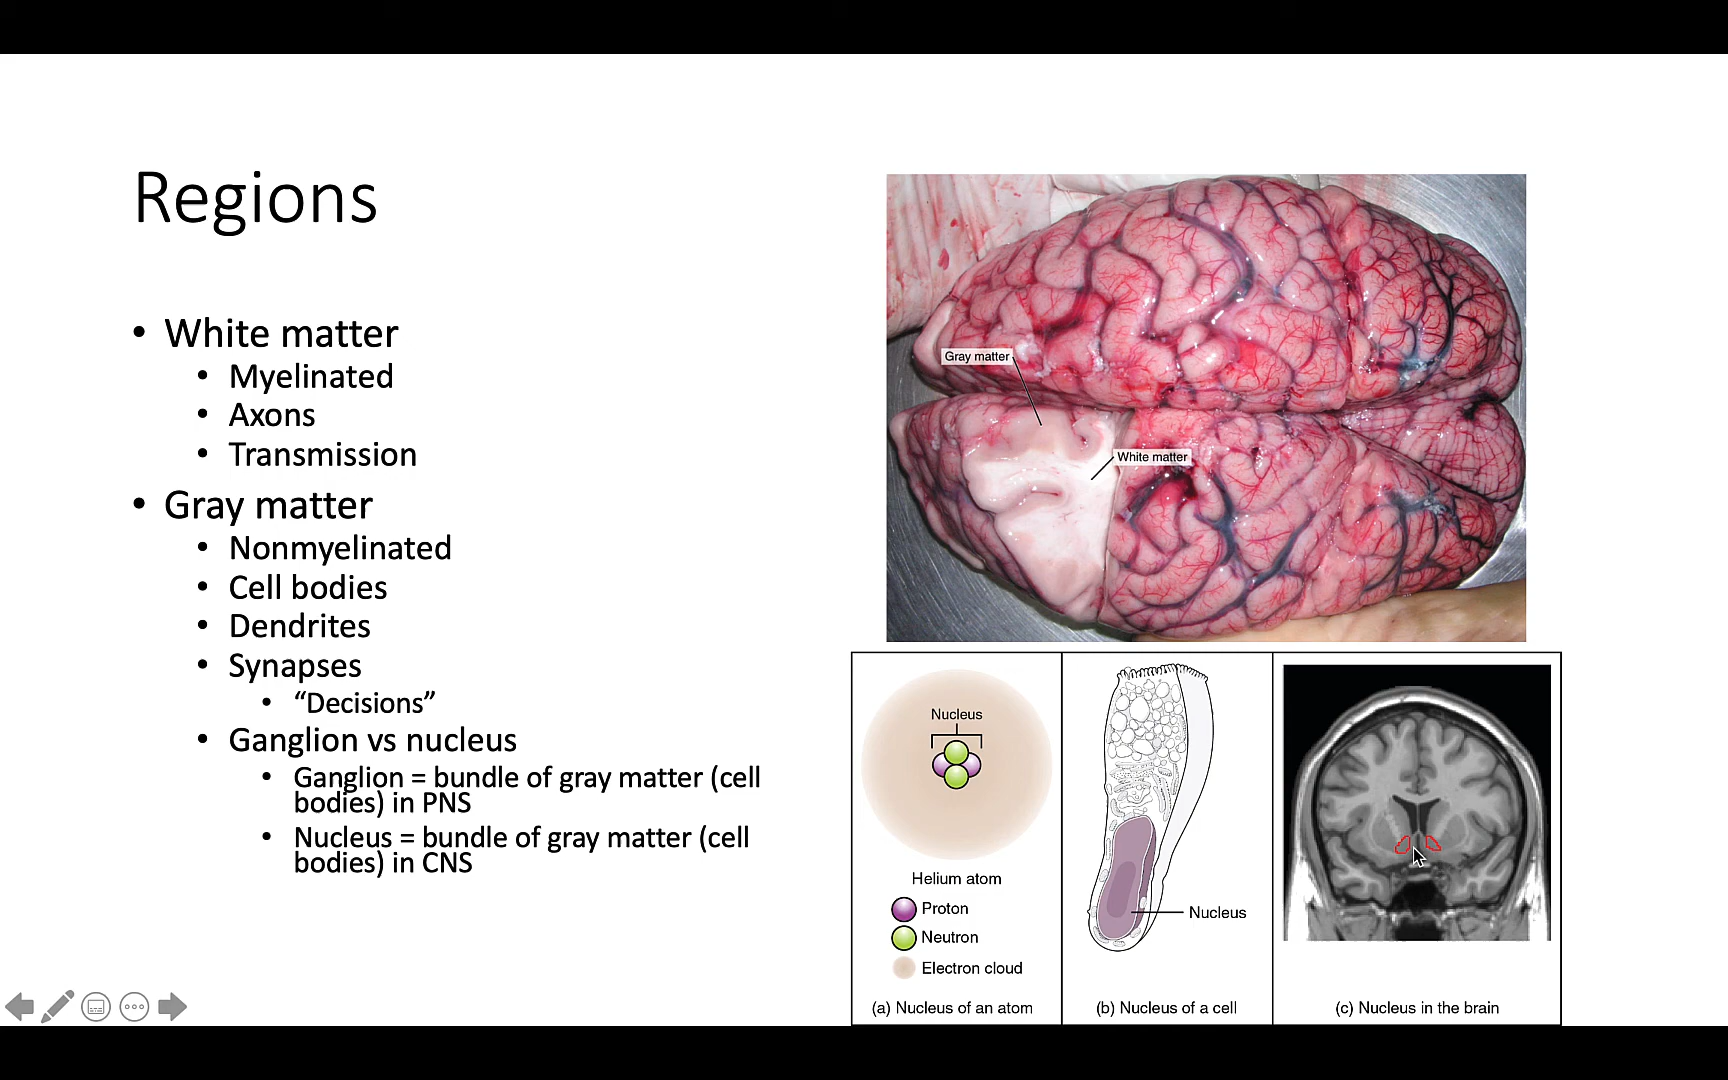 Regions
• White matter
• Myelinated
• Axons
• Transmission
• Gray matter
• Nonmyelinated
• Cell bodies
• Dendrites
• Synapses
• “Decisions”
• Ganglion vs nucleus
• Ganglion = bundle of gray matter (cell
bodies) in PNS
• Nucleus = bundle of gray matter (cell
bodies) in CNS
Gray matter
White matter
Nucleus
Helium atom
Proton
Neutron
Electron cloud
(a) Nucleus of an atom
Nucleus
(b) Nucleus of a cell
(c) Nucleus in the brain